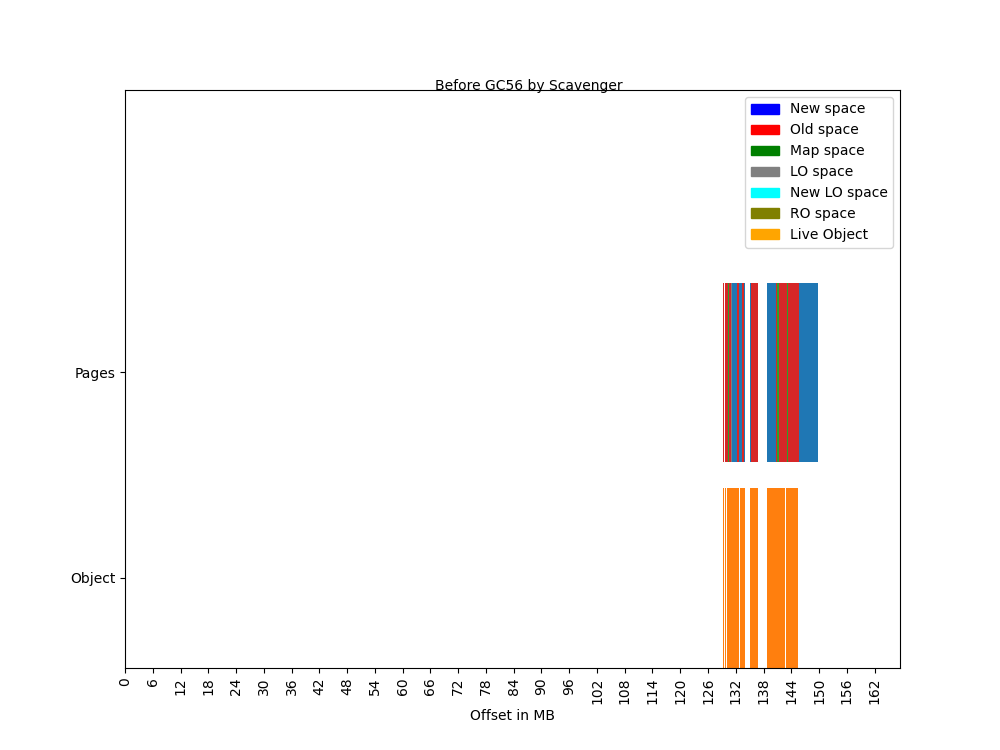 Before GC56 by Scavenger
New space
Old space
Map space
LO space
New LO space
RO space
Live Object
Pages
Object
0 6 12 18 24 30 36 42 48 54 60 66 72 78 84 90 96 102 108 114 120 126 132 138 144 150 156 162
Offset in MB